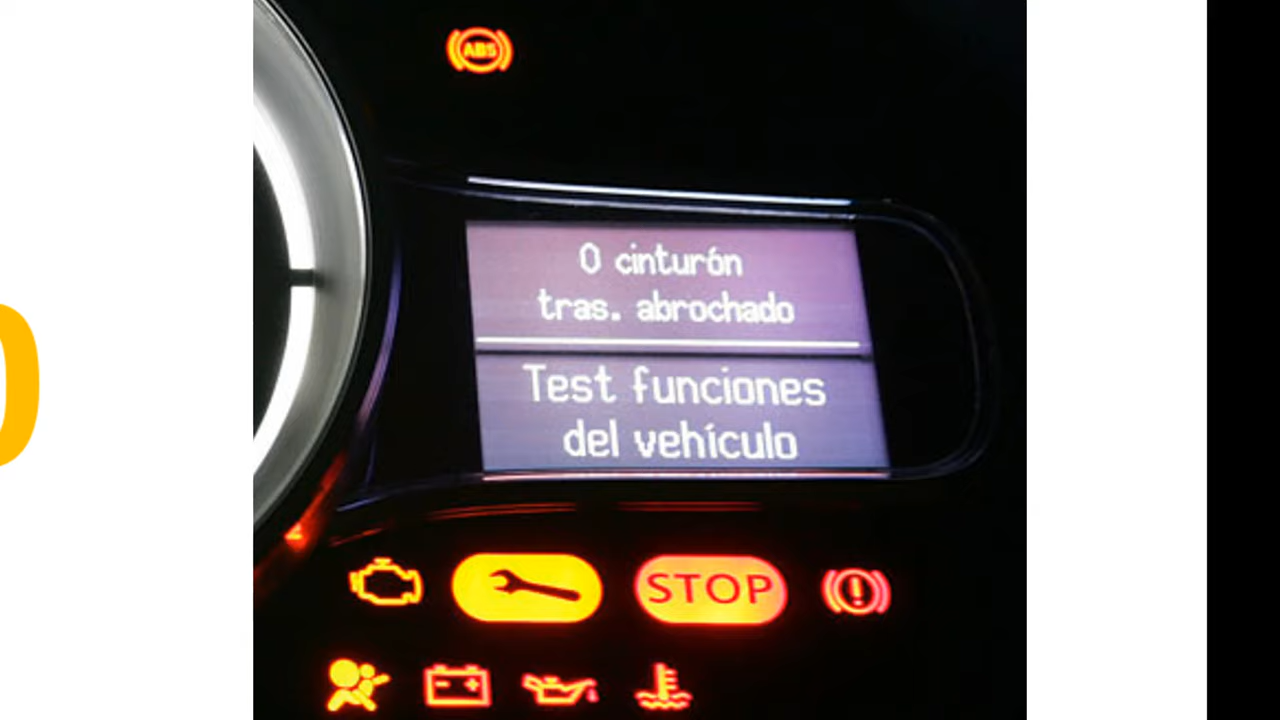 ABS
0 cinturón
tras. abrochado
Test funciones
del vehículo
STOP